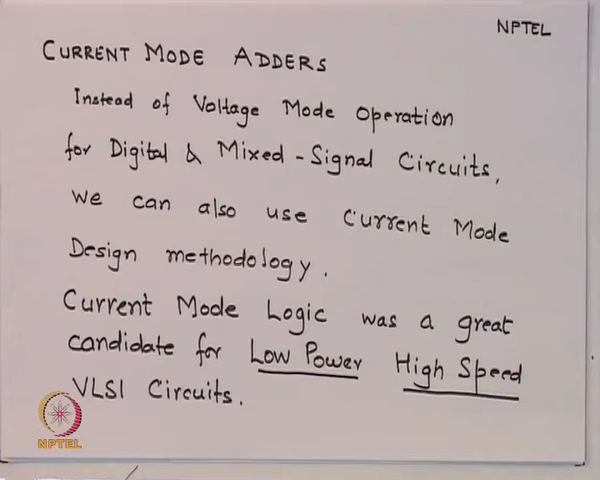 NPTEL
CURRENT MODE ADDERS
Instead of Voltage Mode Operation
for Digital & Mixed-Signal Circuits,
we can also use Current Mode
Design methodology.
Current Mode Logic was a great
candidate for Low Power High Speed
VLSI Circuits.
NPTEL